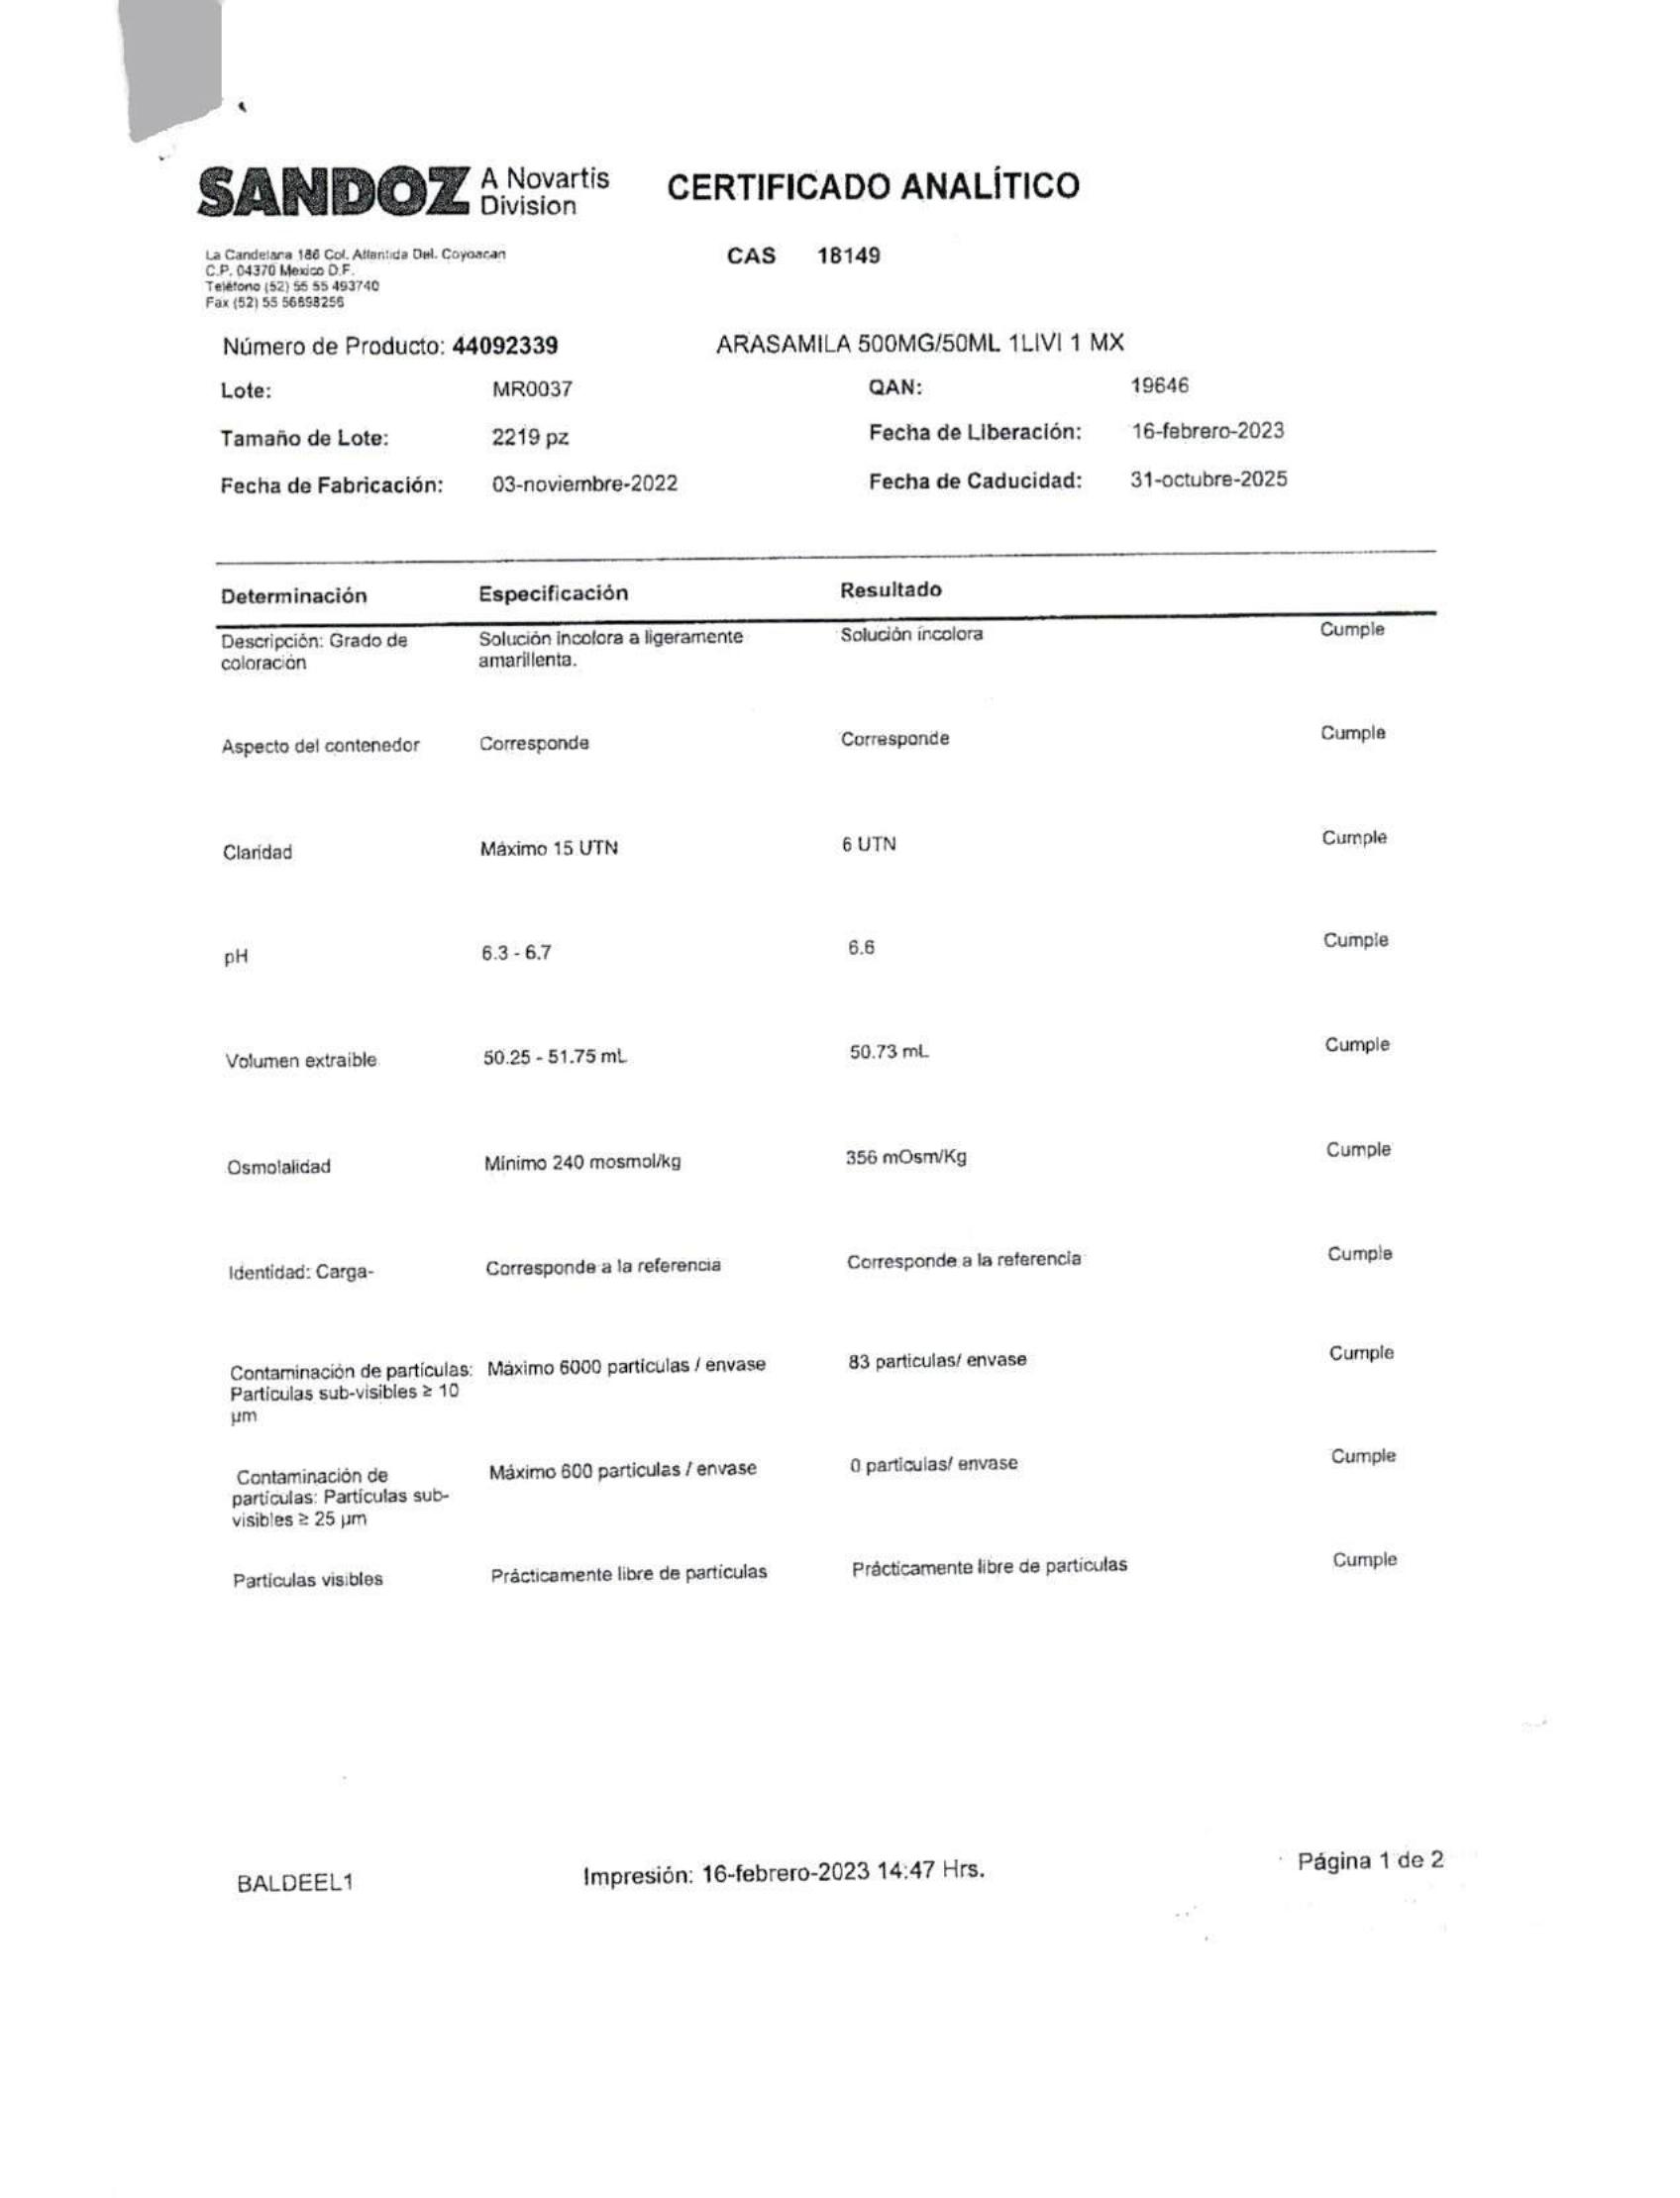 SANDOZ A Novartis Division
CERTIFICADO ANALÍTICO
La Candelaria 186 Col. Atlantida Del. Coyoacan
C.P. 04370 Mexico D.F.
Teléfono (52) 55 55 493740
Fax (52) 55 56898256
CAS 18149
Número de Producto: 44092339 ARASAMILA 500MG/50ML 1LIVI 1 MX
Lote: MR0037 QAN: 19646
Tamaño de Lote: 2219 pz Fecha de Liberación: 16-febrero-2023
Fecha de Fabricación: 03-noviembre-2022 Fecha de Caducidad: 31-octubre-2025
Determinación Especificación Resultado
Descripción: Grado de Solución incolora a ligeramente Solución incolora Cumple
coloración amarillenta.
Aspecto del contenedor Corresponde Corresponde Cumple
Claridad Máximo 15 UTN 6 UTN Cumple
pH 6.3 - 6.7 6.6 Cumple
Volumen extraible 50.25 - 51.75 mL 50.73 mL Cumple
Osmolalidad Mínimo 240 mosmol/kg 356 mOsm/Kg Cumple
Identidad: Carga- Corresponde a la referencia Corresponde a la referencia Cumple
Contaminación de partículas: Máximo 6000 partículas / envase 83 partículas/ envase Cumple
Partículas sub-visibles ≥ 10
µm
Contaminación de Máximo 600 partículas / envase 0 partículas/ envase Cumple
partículas: Partículas sub-
visibles ≥ 25 µm
Partículas visibles Prácticamente libre de partículas Prácticamente libre de partículas Cumple
BALDEEL1 Impresión: 16-febrero-2023 14:47 Hrs. Página 1 de 2